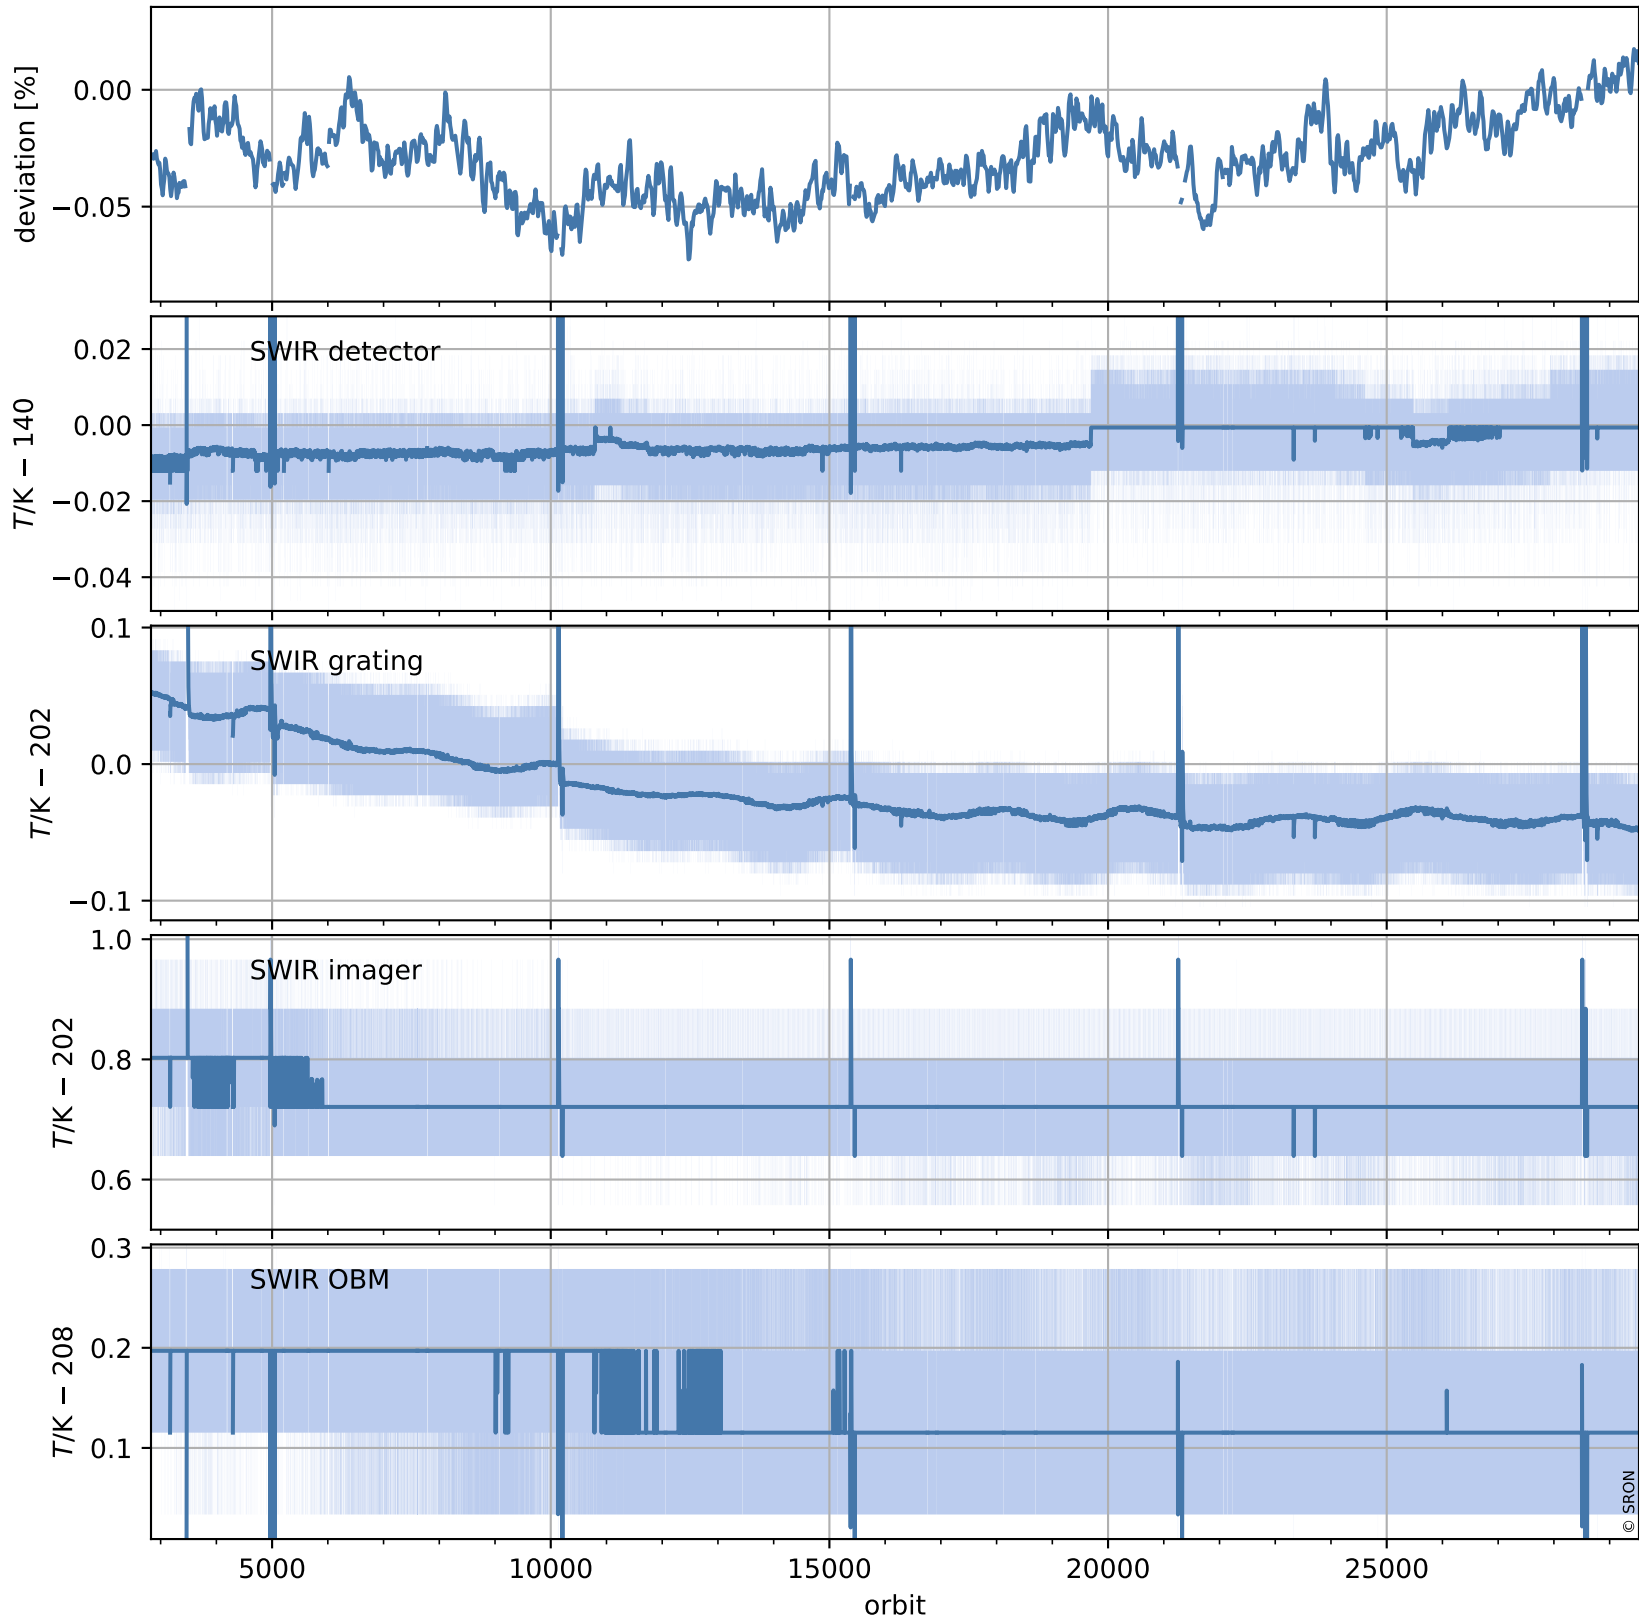 deviation [%]
0.00
−0.05
SWIR detector
T/K − 140
0.02
0.00
−0.02
−0.04
SWIR grating
T/K − 202
0.1
0.0
−0.1
SWIR imager
T/K − 202
1.0
0.8
0.6
SWIR OBM
T/K − 208
0.3
0.2
0.1
© SRON
5000 10000 15000 20000 25000
orbit